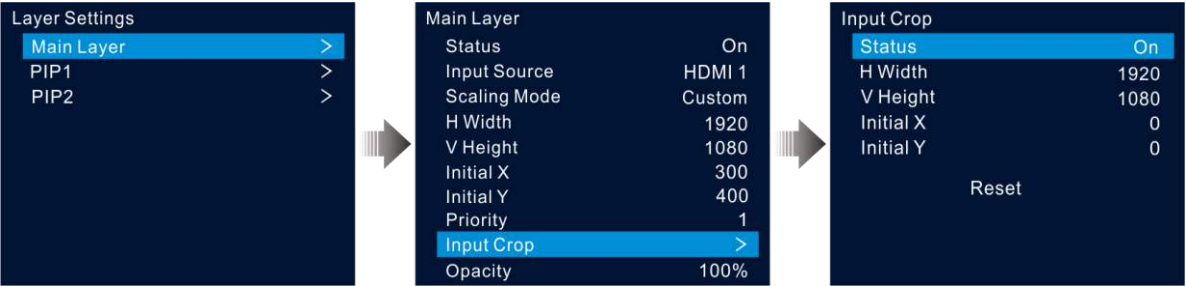 Layer Settings
Main Layer >
PIP1 >
PIP2 >
Main Layer
Status On
Input Source HDMI 1
Scaling Mode Custom
H Width 1920
V Height 1080
Initial X 300
Initial Y 400
Priority 1
Input Crop >
Opacity 100%
Input Crop
Status On
H Width 1920
V Height 1080
Initial X 0
Initial Y 0
Reset